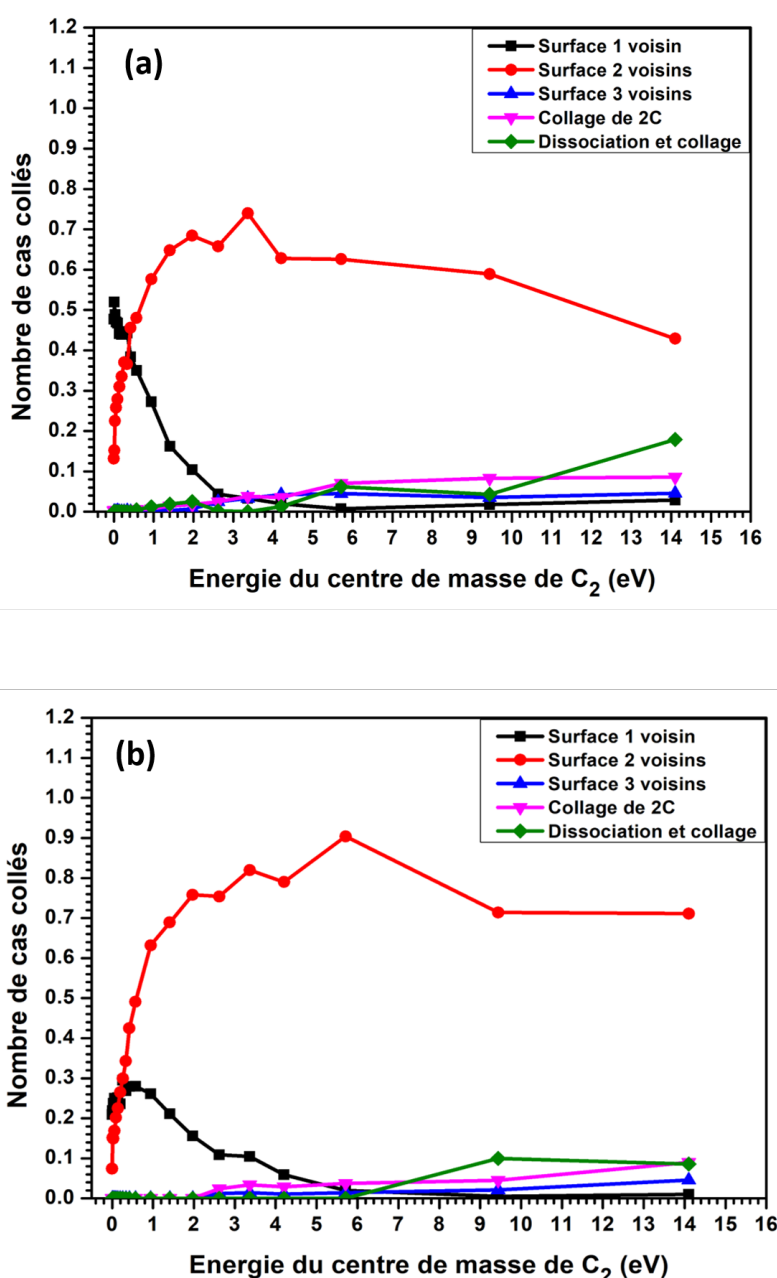 (a)
Surface 1 voisin
Surface 2 voisins
Surface 3 voisins
Collage de 2C
Dissociation et collage
Nombre de cas collés
1.2
1.1
1.0
0.9
0.8
0.7
0.6
0.5
0.4
0.3
0.2
0.1
0.0
0 1 2 3 4 5 6 7 8 9 10 11 12 13 14 15 16
Energie du centre de masse de C2 (eV)
(b)
Surface 1 voisin
Surface 2 voisins
Surface 3 voisins
Collage de 2C
Dissociation et collage
Nombre de cas collés
1.2
1.1
1.0
0.9
0.8
0.7
0.6
0.5
0.4
0.3
0.2
0.1
0.0
0 1 2 3 4 5 6 7 8 9 10 11 12 13 14 15 16
Energie du centre de masse de C2 (eV)